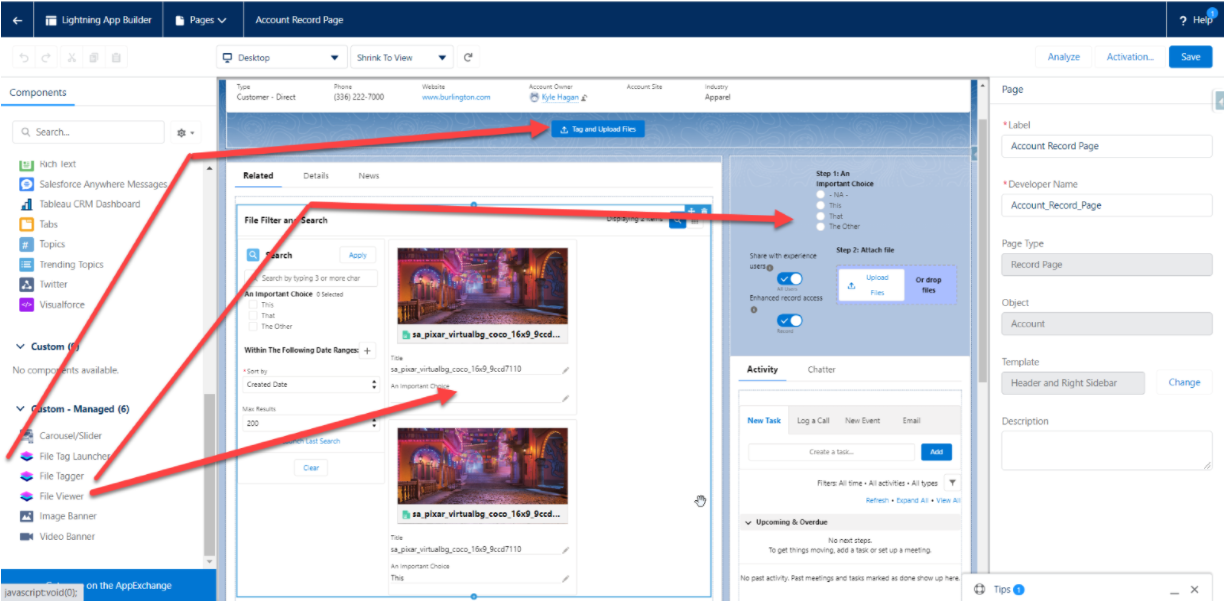 Lightning App Builder
Pages
Account Record Page
? Help
Desktop
Shrink To View
Analyze
Activation...
Save
Components
Search...
Rich Text
Salesforce Anywhere Messages
Tableau CRM Dashboard
Tabs
Topics
Trending Topics
Twitter
Visualforce
Custom
No components available.
Custom - Managed (6)
Carousel/Slider
File Tag Launcher
File Tagger
File Viewer
Image Banner
Video Banner
on the AppExchange
javascript:void(0);
Type
Customer - Direct
Phone
(336) 222-7000
Website
www.burlington.com
Account Owner
Kyle Hagan
Account Site
Industry
Apparel
Tag and Upload Files
Related
Details
News
File Filter and Search
Displaying 2 items
Search
Apply
Search by typing 3 or more char
An Important Choice 0 Selected
This
That
The Other
Within The Following Date Ranges:
* Sort by
Created Date
Max Results
200
Last Search
Clear
sa_pixar_virtualbg_coco_16x9_9ccd...
Title
sa_pixar_virtualbg_coco_16x9_9ccd7110
An Important Choice
sa_pixar_virtualbg_coco_16x9_9ccd...
Title
sa_pixar_virtualbg_coco_16x9_9ccd7110
An Important Choice
This
Step 1: An
Important Choice
- NA -
This
That
The Other
Step 2: Attach file
Share with experience
users
All Users
Enhanced record access
Record
Upload
Files
Or drop
files
Activity
Chatter
New Task
Log a Call
New Event
Email
Create a task...
Add
Filters: All time • All activities • All types
Refresh • Expand All • View All
Upcoming & Overdue
No next steps.
To get things moving, add a task or set up a meeting.
No past activity. Past meetings and tasks marked as done show up here.
Page
* Label
Account Record Page
* Developer Name
Account_Record_Page
Page Type
Record Page
Object
Account
Template
Header and Right Sidebar
Change
Description
Tips 1